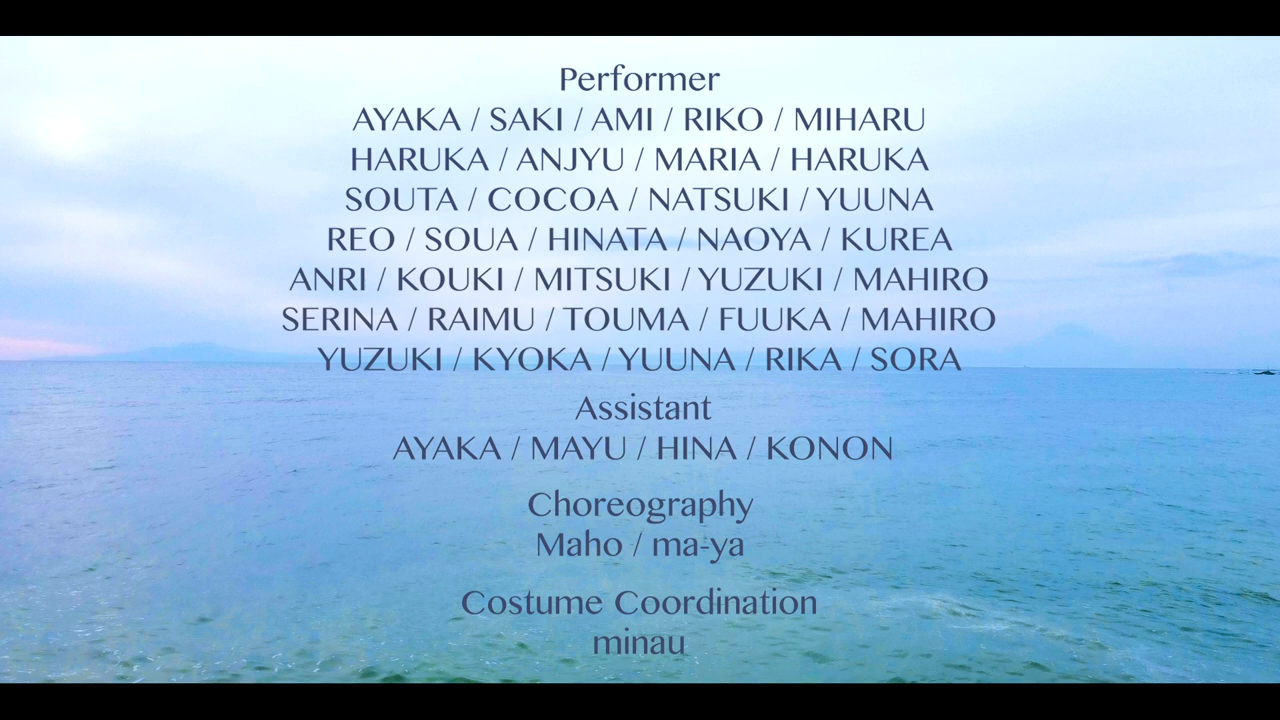 Performer
AYAKA / SAKI / AMI / RIKO / MIHARU
HARUKA / ANJYU / MARIA / HARUKA
SOUTA / COCOA / NATSUKI / YUUNA
REO / SOUA / HINATA / NAOYA / KUREA
ANRI / KOUKI / MITSUKI / YUZUKI / MAHIRO
SERINA / RAIMU / TOUMA / FUUKA / MAHIRO
YUZUKI / KYOKA / YUUNA / RIKA / SORA
Assistant
AYAKA / MAYU / HINA / KONON
Choreography
Maho / ma-ya
Costume Coordination
minau